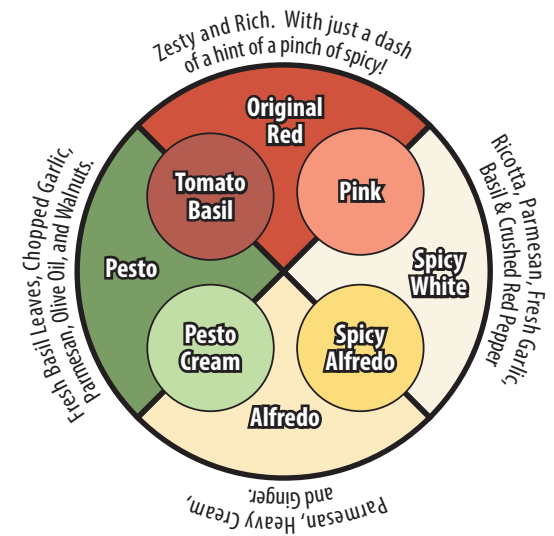 Zesty and Rich. With just a dash
of a hint of a pinch of spicy!
Original
Red
Tomato
Basil
Pink
Fresh Basil Leaves, Chopped Garlic,
Parmesan, Olive Oil, and Walnuts.
Pesto
Spicy
White
Ricotta, Parmesan, Fresh Garlic,
Basil & Crushed Red Pepper
Pesto
Cream
Spicy
Alfredo
Alfredo
Parmesan, Heavy Cream,
and Ginger.